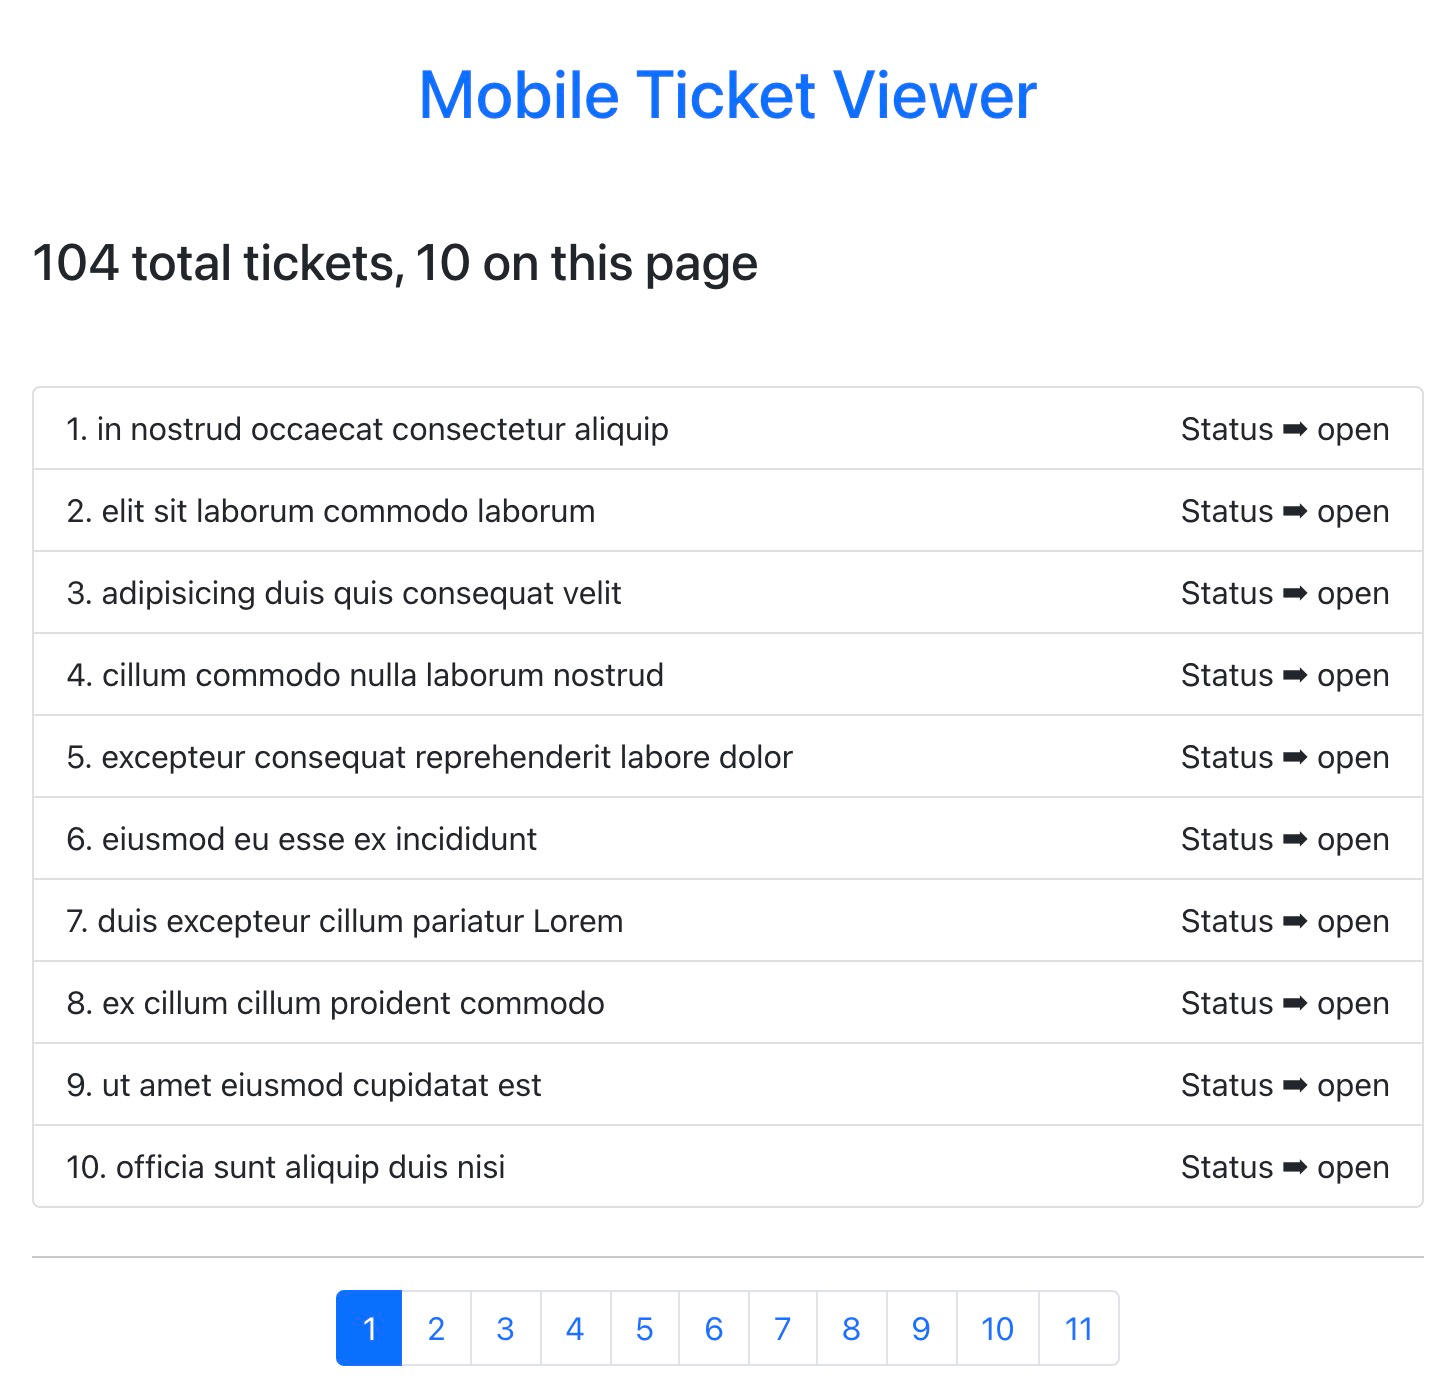 Mobile Ticket Viewer
104 total tickets, 10 on this page
1. in nostrud occaecat consectetur aliquip Status ➡ open
2. elit sit laborum commodo laborum Status ➡ open
3. adipisicing duis quis consequat velit Status ➡ open
4. cillum commodo nulla laborum nostrud Status ➡ open
5. excepteur consequat reprehenderit labore dolor Status ➡ open
6. eiusmod eu esse ex incididunt Status ➡ open
7. duis excepteur cillum pariatur Lorem Status ➡ open
8. ex cillum cillum proident commodo Status ➡ open
9. ut amet eiusmod cupidatat est Status ➡ open
10. officia sunt aliquip duis nisi Status ➡ open
1 2 3 4 5 6 7 8 9 10 11